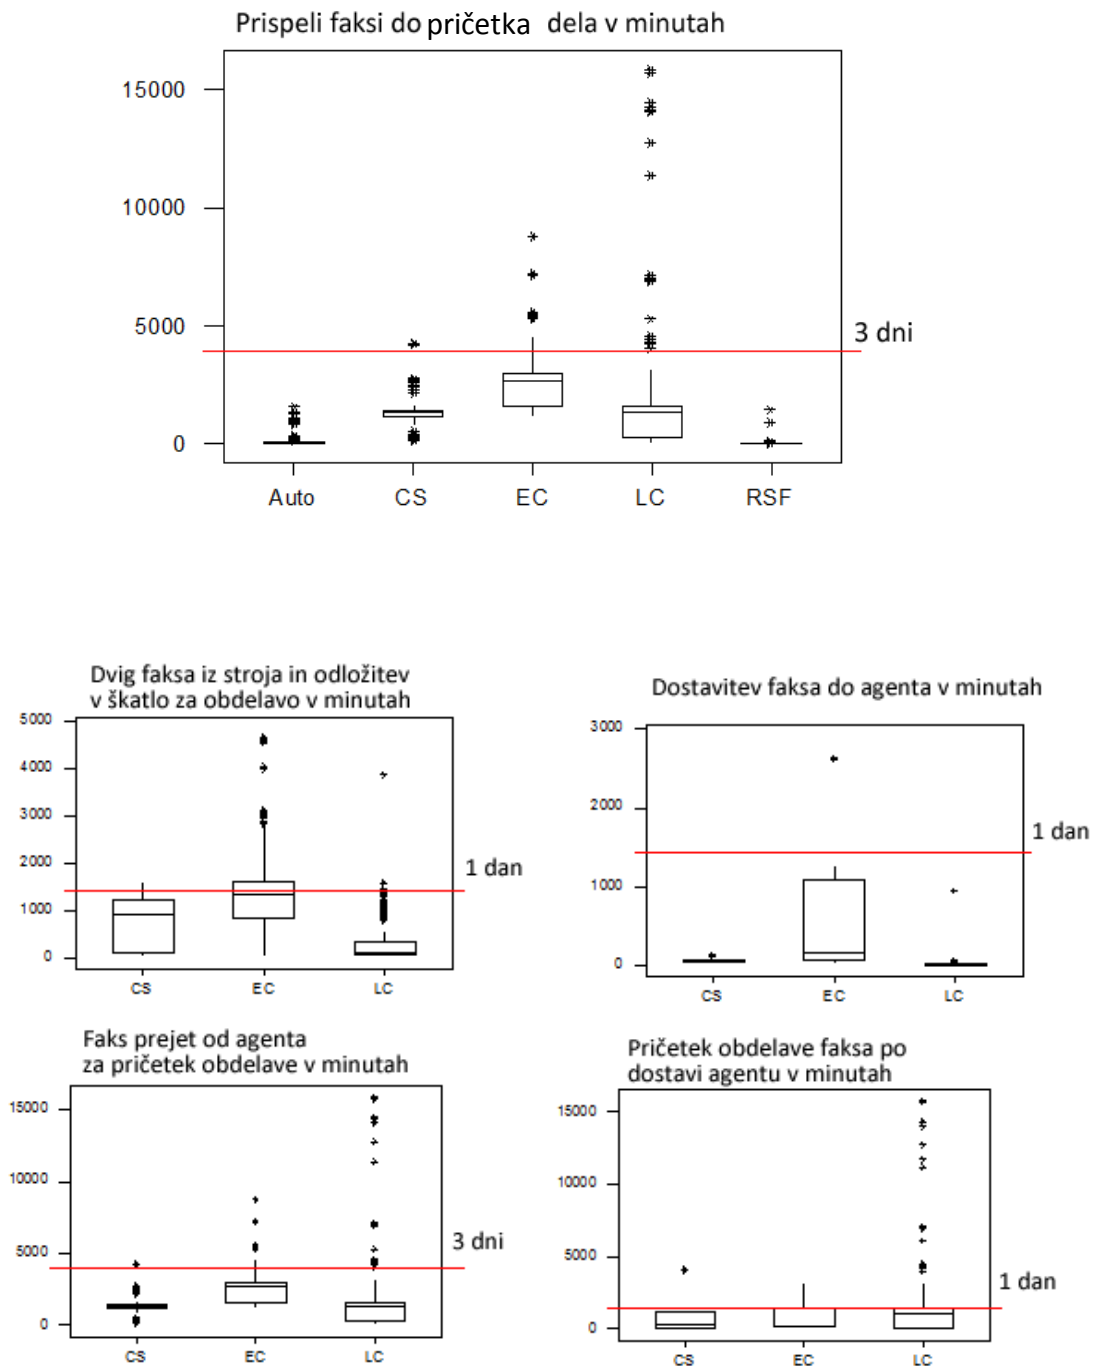 Prispeli faksi do pričetka dela v minutah
15000
10000
5000
0
3 dni
Auto CS EC LC RSF
Dvig faksa iz stroja in odložitev
v škatlo za obdelavo v minutah
5000
4000
3000
2000
1000
0
1 dan
CS EC LC
Dostavitev faksa do agenta v minutah
3000
2000
1000
0
1 dan
CS EC LC
Faks prejet od agenta
za pričetek obdelave v minutah
15000
10000
5000
0
3 dni
CS EC LC
Pričetek obdelave faksa po
dostavi agentu v minutah
15000
10000
5000
0
1 dan
CS EC LC